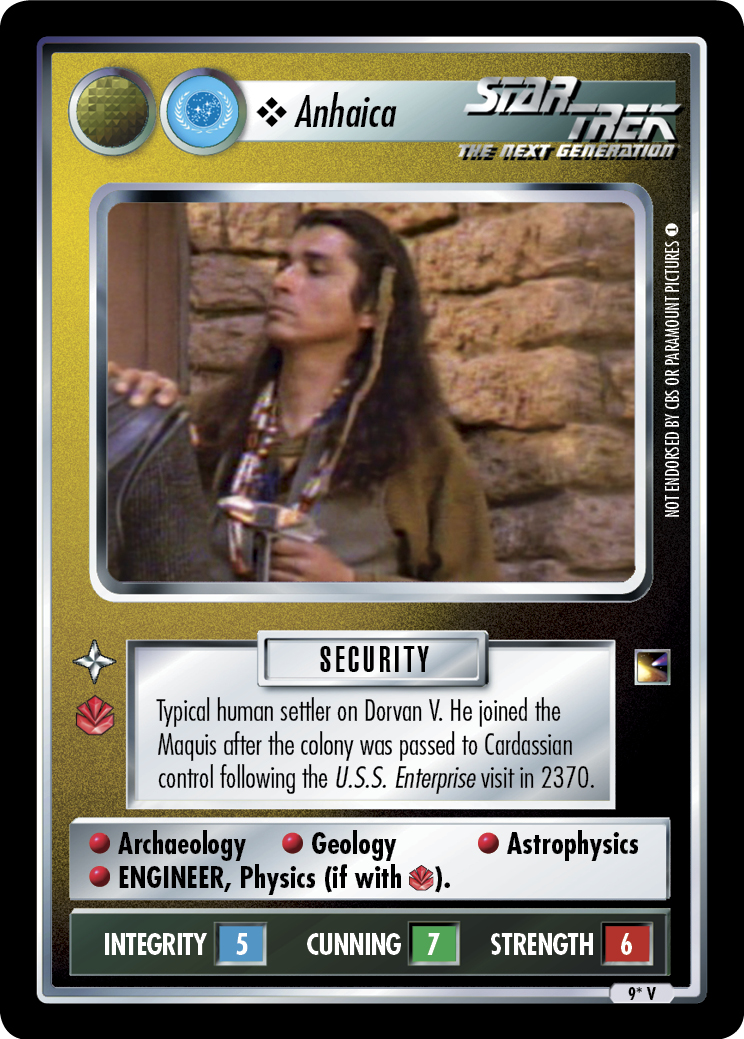 ❖ Anhaica
STAR TREK
THE NEXT GENERATION
NOT ENDORSED BY CBS OR PARAMOUNT PICTURES 1
SECURITY
Typical human settler on Dorvan V. He joined the
Maquis after the colony was passed to Cardassian
control following the U.S.S. Enterprise visit in 2370.
Archaeology Geology Astrophysics
ENGINEER, Physics (if with ).
INTEGRITY 5 CUNNING 7 STRENGTH 6
9* V